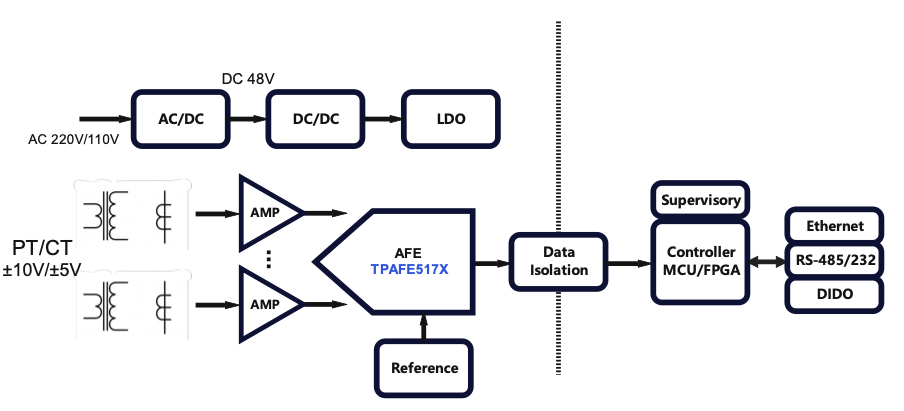 DC 48V
AC/DC
DC/DC
LDO
AC 220V/110V
PT/CT
±10V/±5V
AMP
AMP
AFE
TPAFE517X
Reference
Data
Isolation
Supervisory
Controller
MCU/FPGA
Ethernet
RS-485/232
DIDO